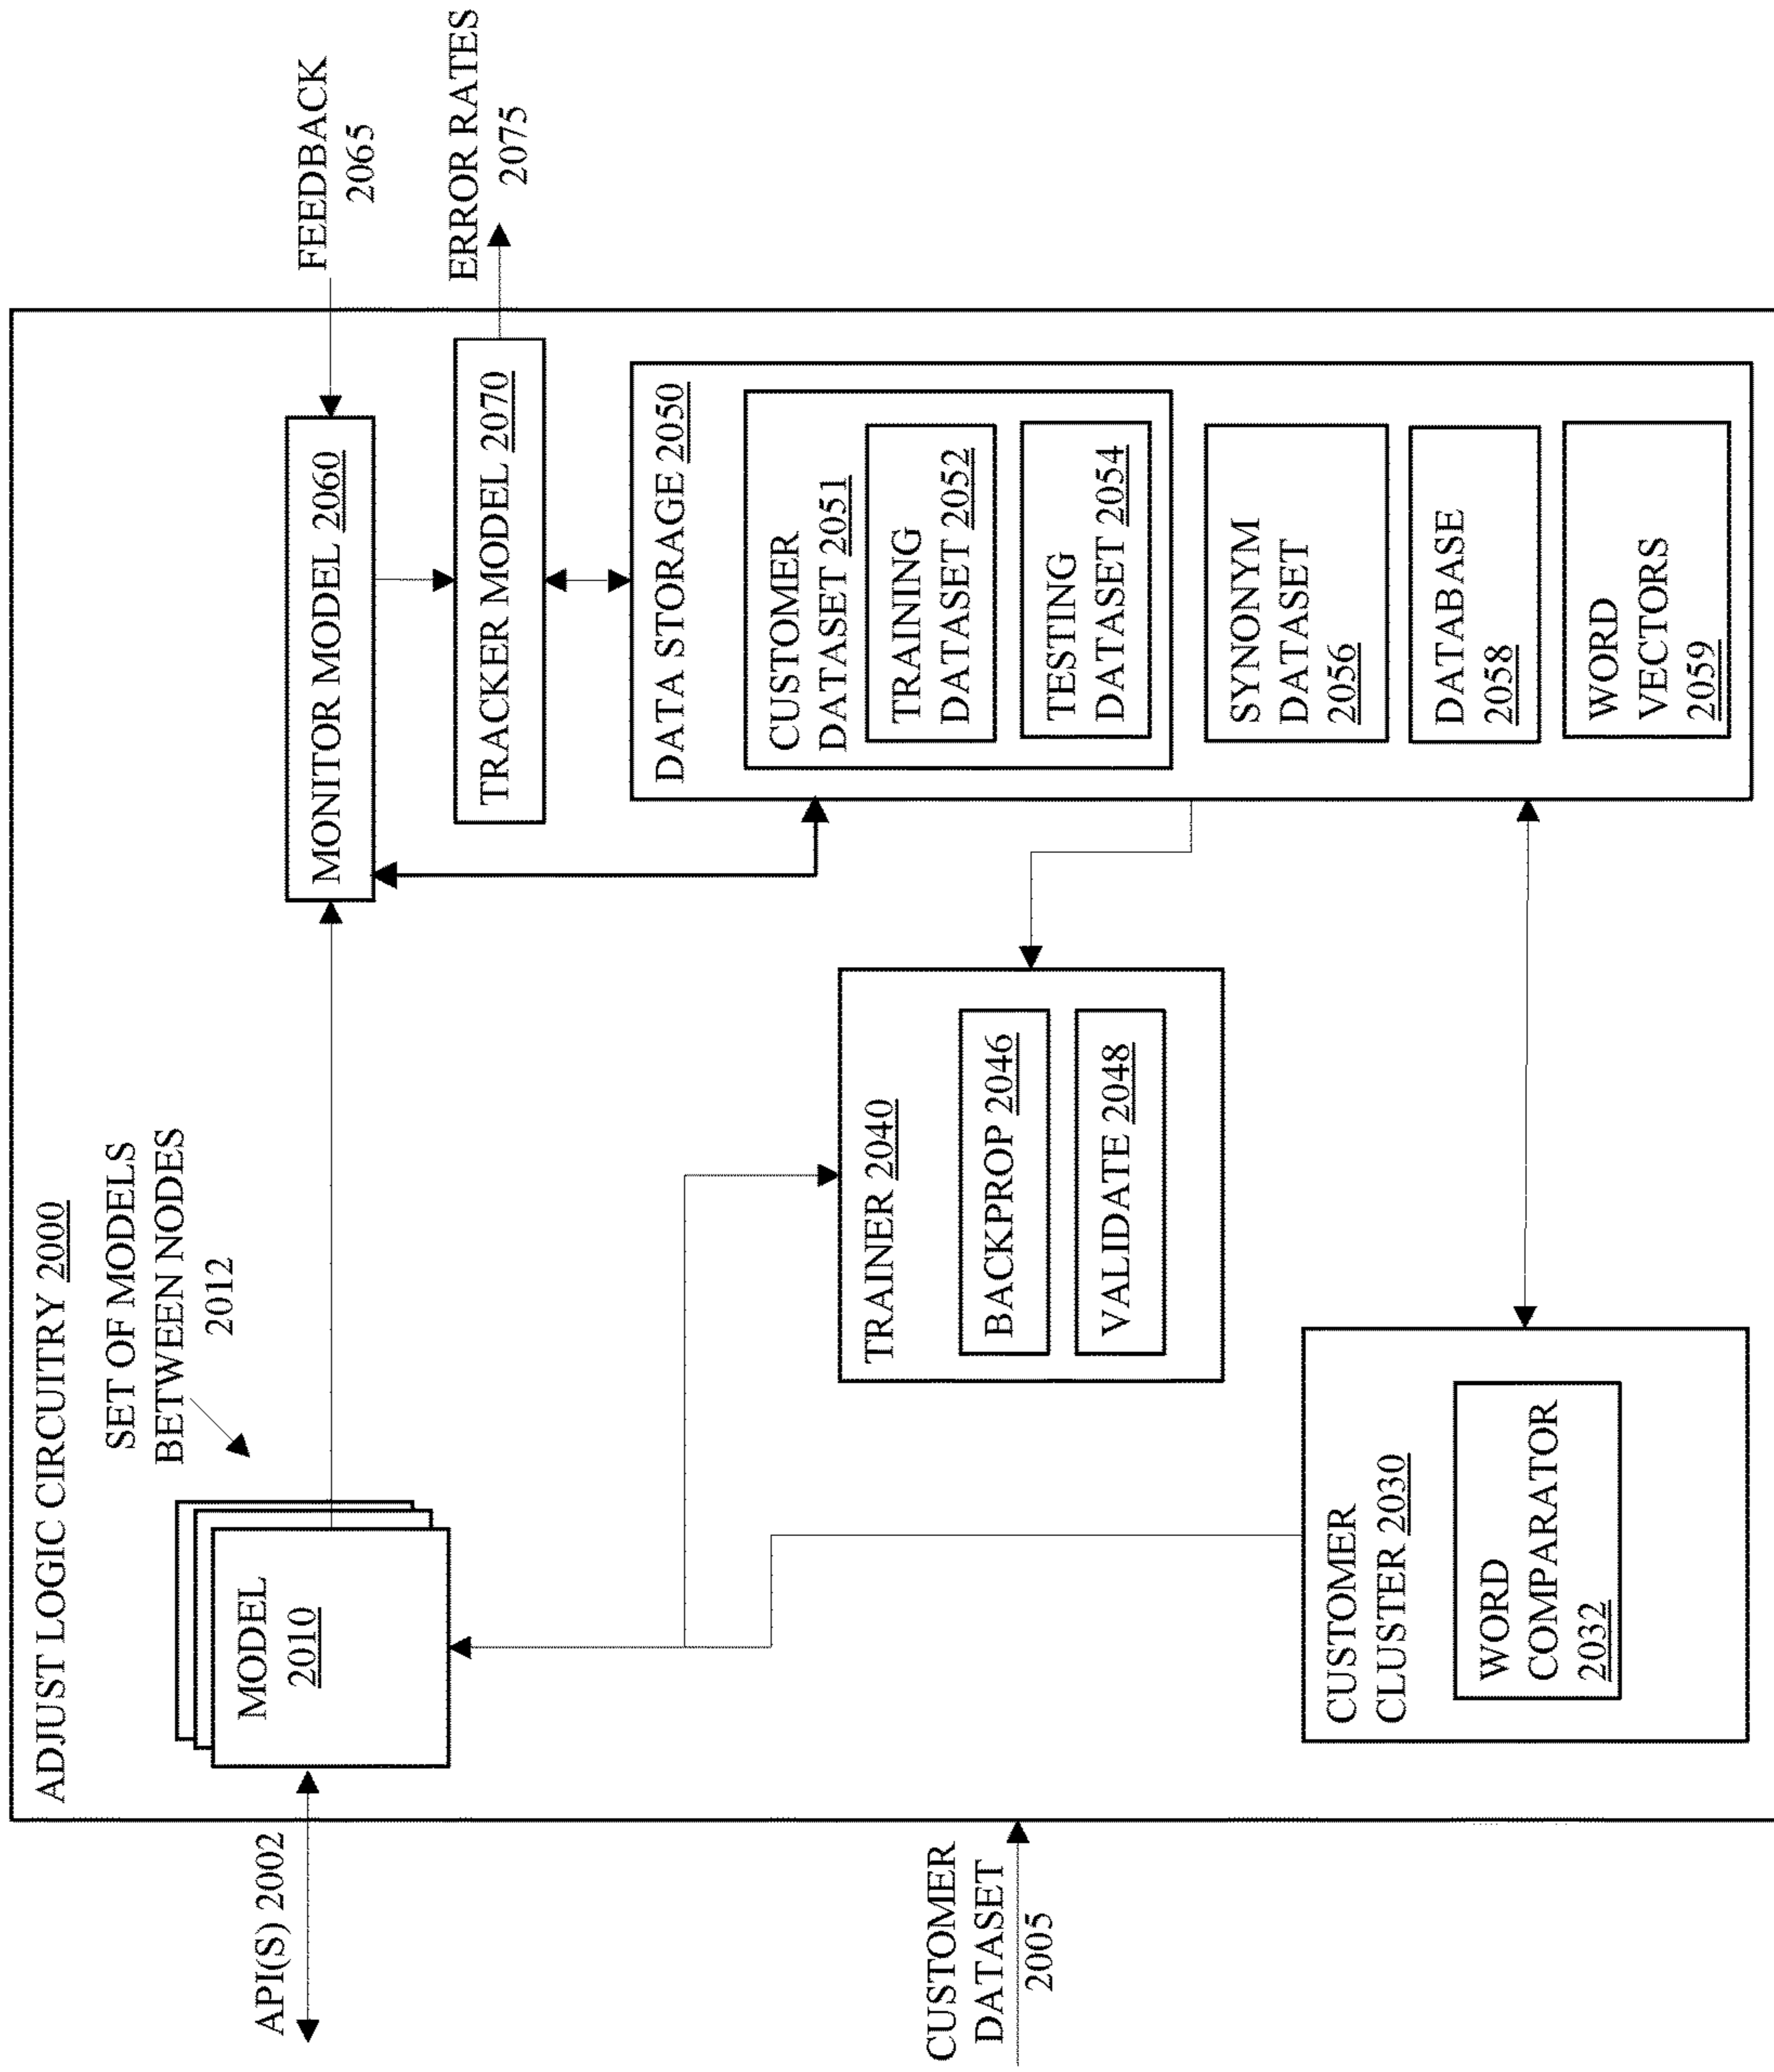 ADJUST LOGIC CIRCUITRY 2000
SET OF MODELS
BETWEEN NODES
2012
API(S) 2002
MODEL
2010
MONITOR MODEL 2060
FEEDBACK
2065
TRACKER MODEL 2070
ERROR RATES
2075
CUSTOMER
DATASET
2005
TRAINER 2040
BACKPROP 2046
VALIDATE 2048
DATA STORAGE 2050
CUSTOMER
DATASET 2051
TRAINING
DATASET 2052
TESTING
DATASET 2054
SYNONYM
DATASET
2056
DATABASE
2058
WORD
VECTORS
2059
CUSTOMER
CLUSTER 2030
WORD
COMPARATOR
2032